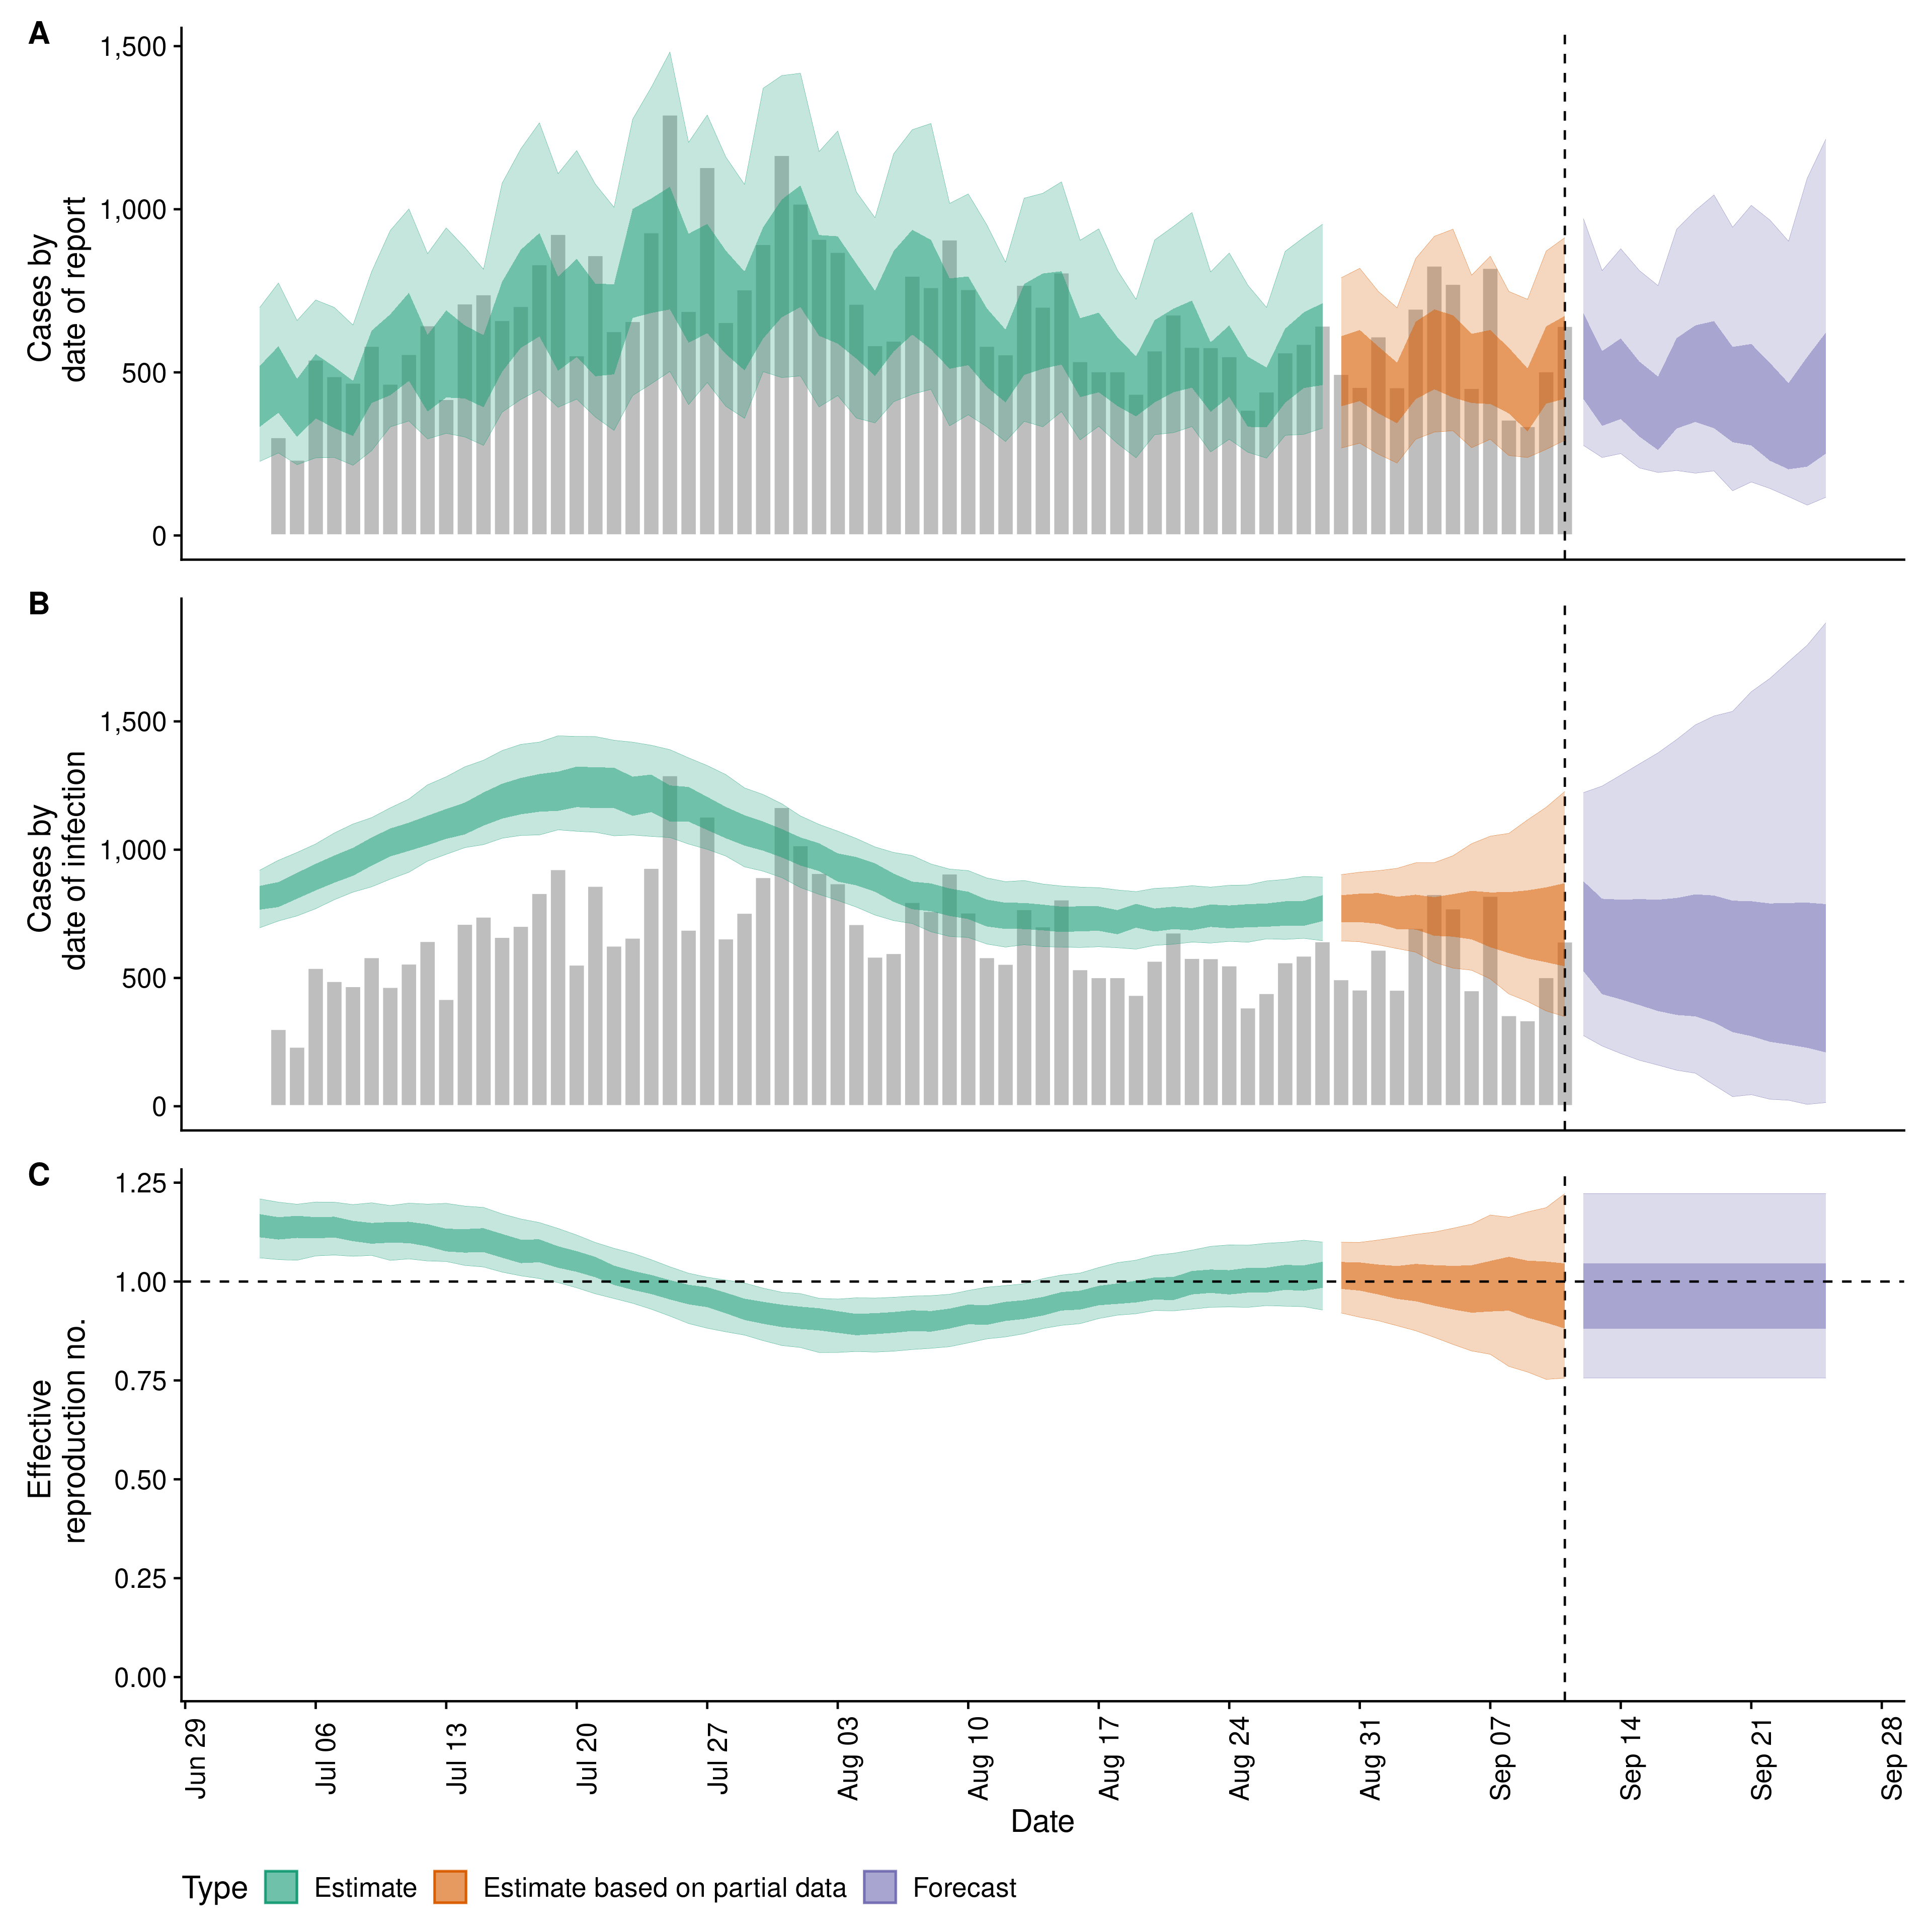 A
Cases by
date of report
1,500
1,000
500
0
B
Cases by
date of infection
1,500
1,000
500
0
C
Effective
reproduction no.
1.25
1.00
0.75
0.50
0.25
0.00
Jun 29
Jul 06
Jul 13
Jul 20
Jul 27
Aug 03
Aug 10
Aug 17
Aug 24
Aug 31
Sep 07
Sep 14
Sep 21
Sep 28
Date
Type Estimate Estimate based on partial data Forecast